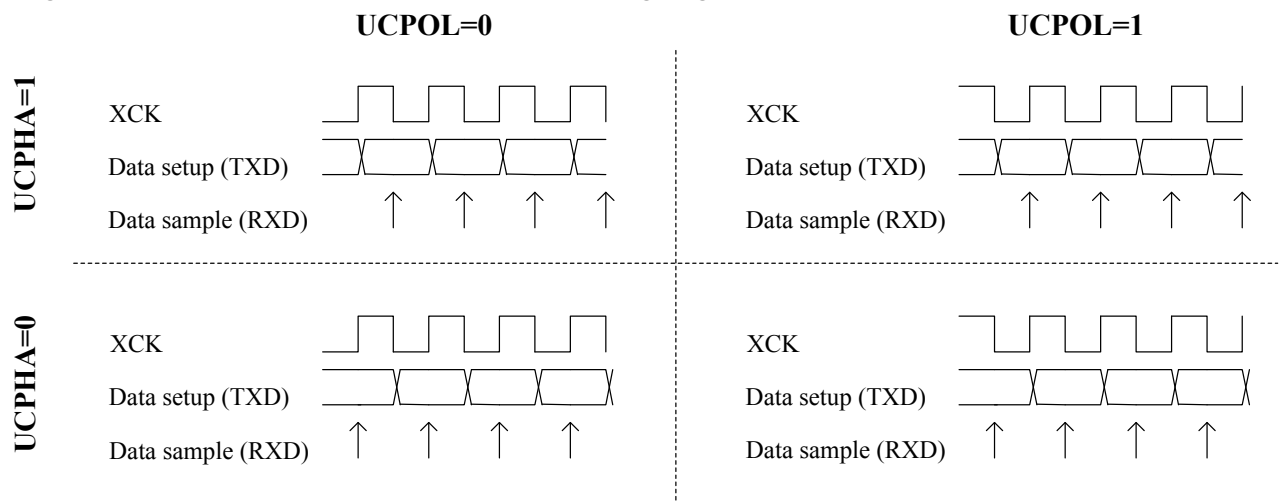 UCPOL=0
UCPOL=1
UCPHA=1
XCK
Data setup (TXD)
Data sample (RXD)
XCK
Data setup (TXD)
Data sample (RXD)
UCPHA=0
XCK
Data setup (TXD)
Data sample (RXD)
XCK
Data setup (TXD)
Data sample (RXD)